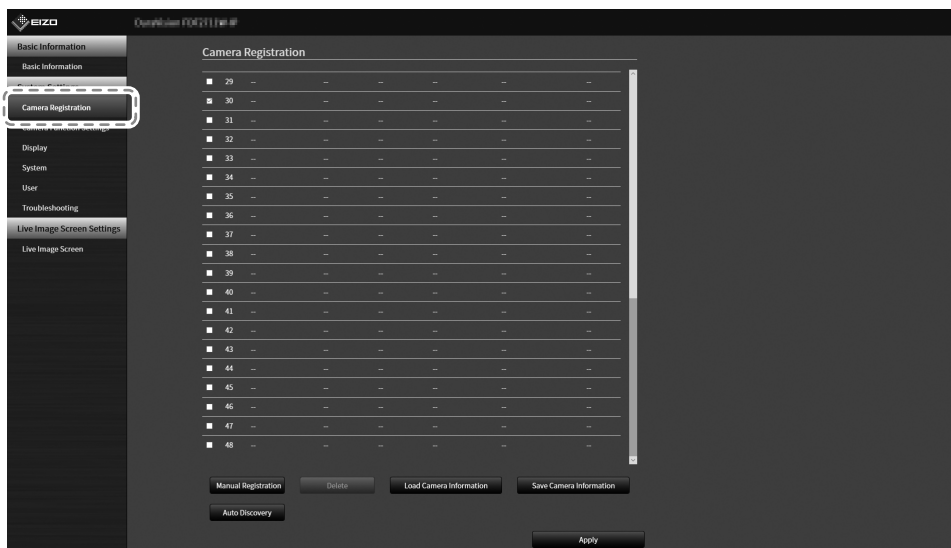 EIZO
Basic Information
Basic Information
Camera Registration
Display
System
User
Troubleshooting
Live Image Screen Settings
Live Image Screen
Camera Registration
29 -- -- -- -- --
30 -- -- -- -- --
31 -- -- -- -- --
32 -- -- -- -- --
33 -- -- -- -- --
34 -- -- -- -- --
35 -- -- -- -- --
36 -- -- -- -- --
37 -- -- -- -- --
38 -- -- -- -- --
39 -- -- -- -- --
40 -- -- -- -- --
41 -- -- -- -- --
42 -- -- -- -- --
43 -- -- -- -- --
44 -- -- -- -- --
45 -- -- -- -- --
46 -- -- -- -- --
47 -- -- -- -- --
48 -- -- -- -- --
Manual Registration Delete Load Camera Information Save Camera Information
Auto Discovery
Apply